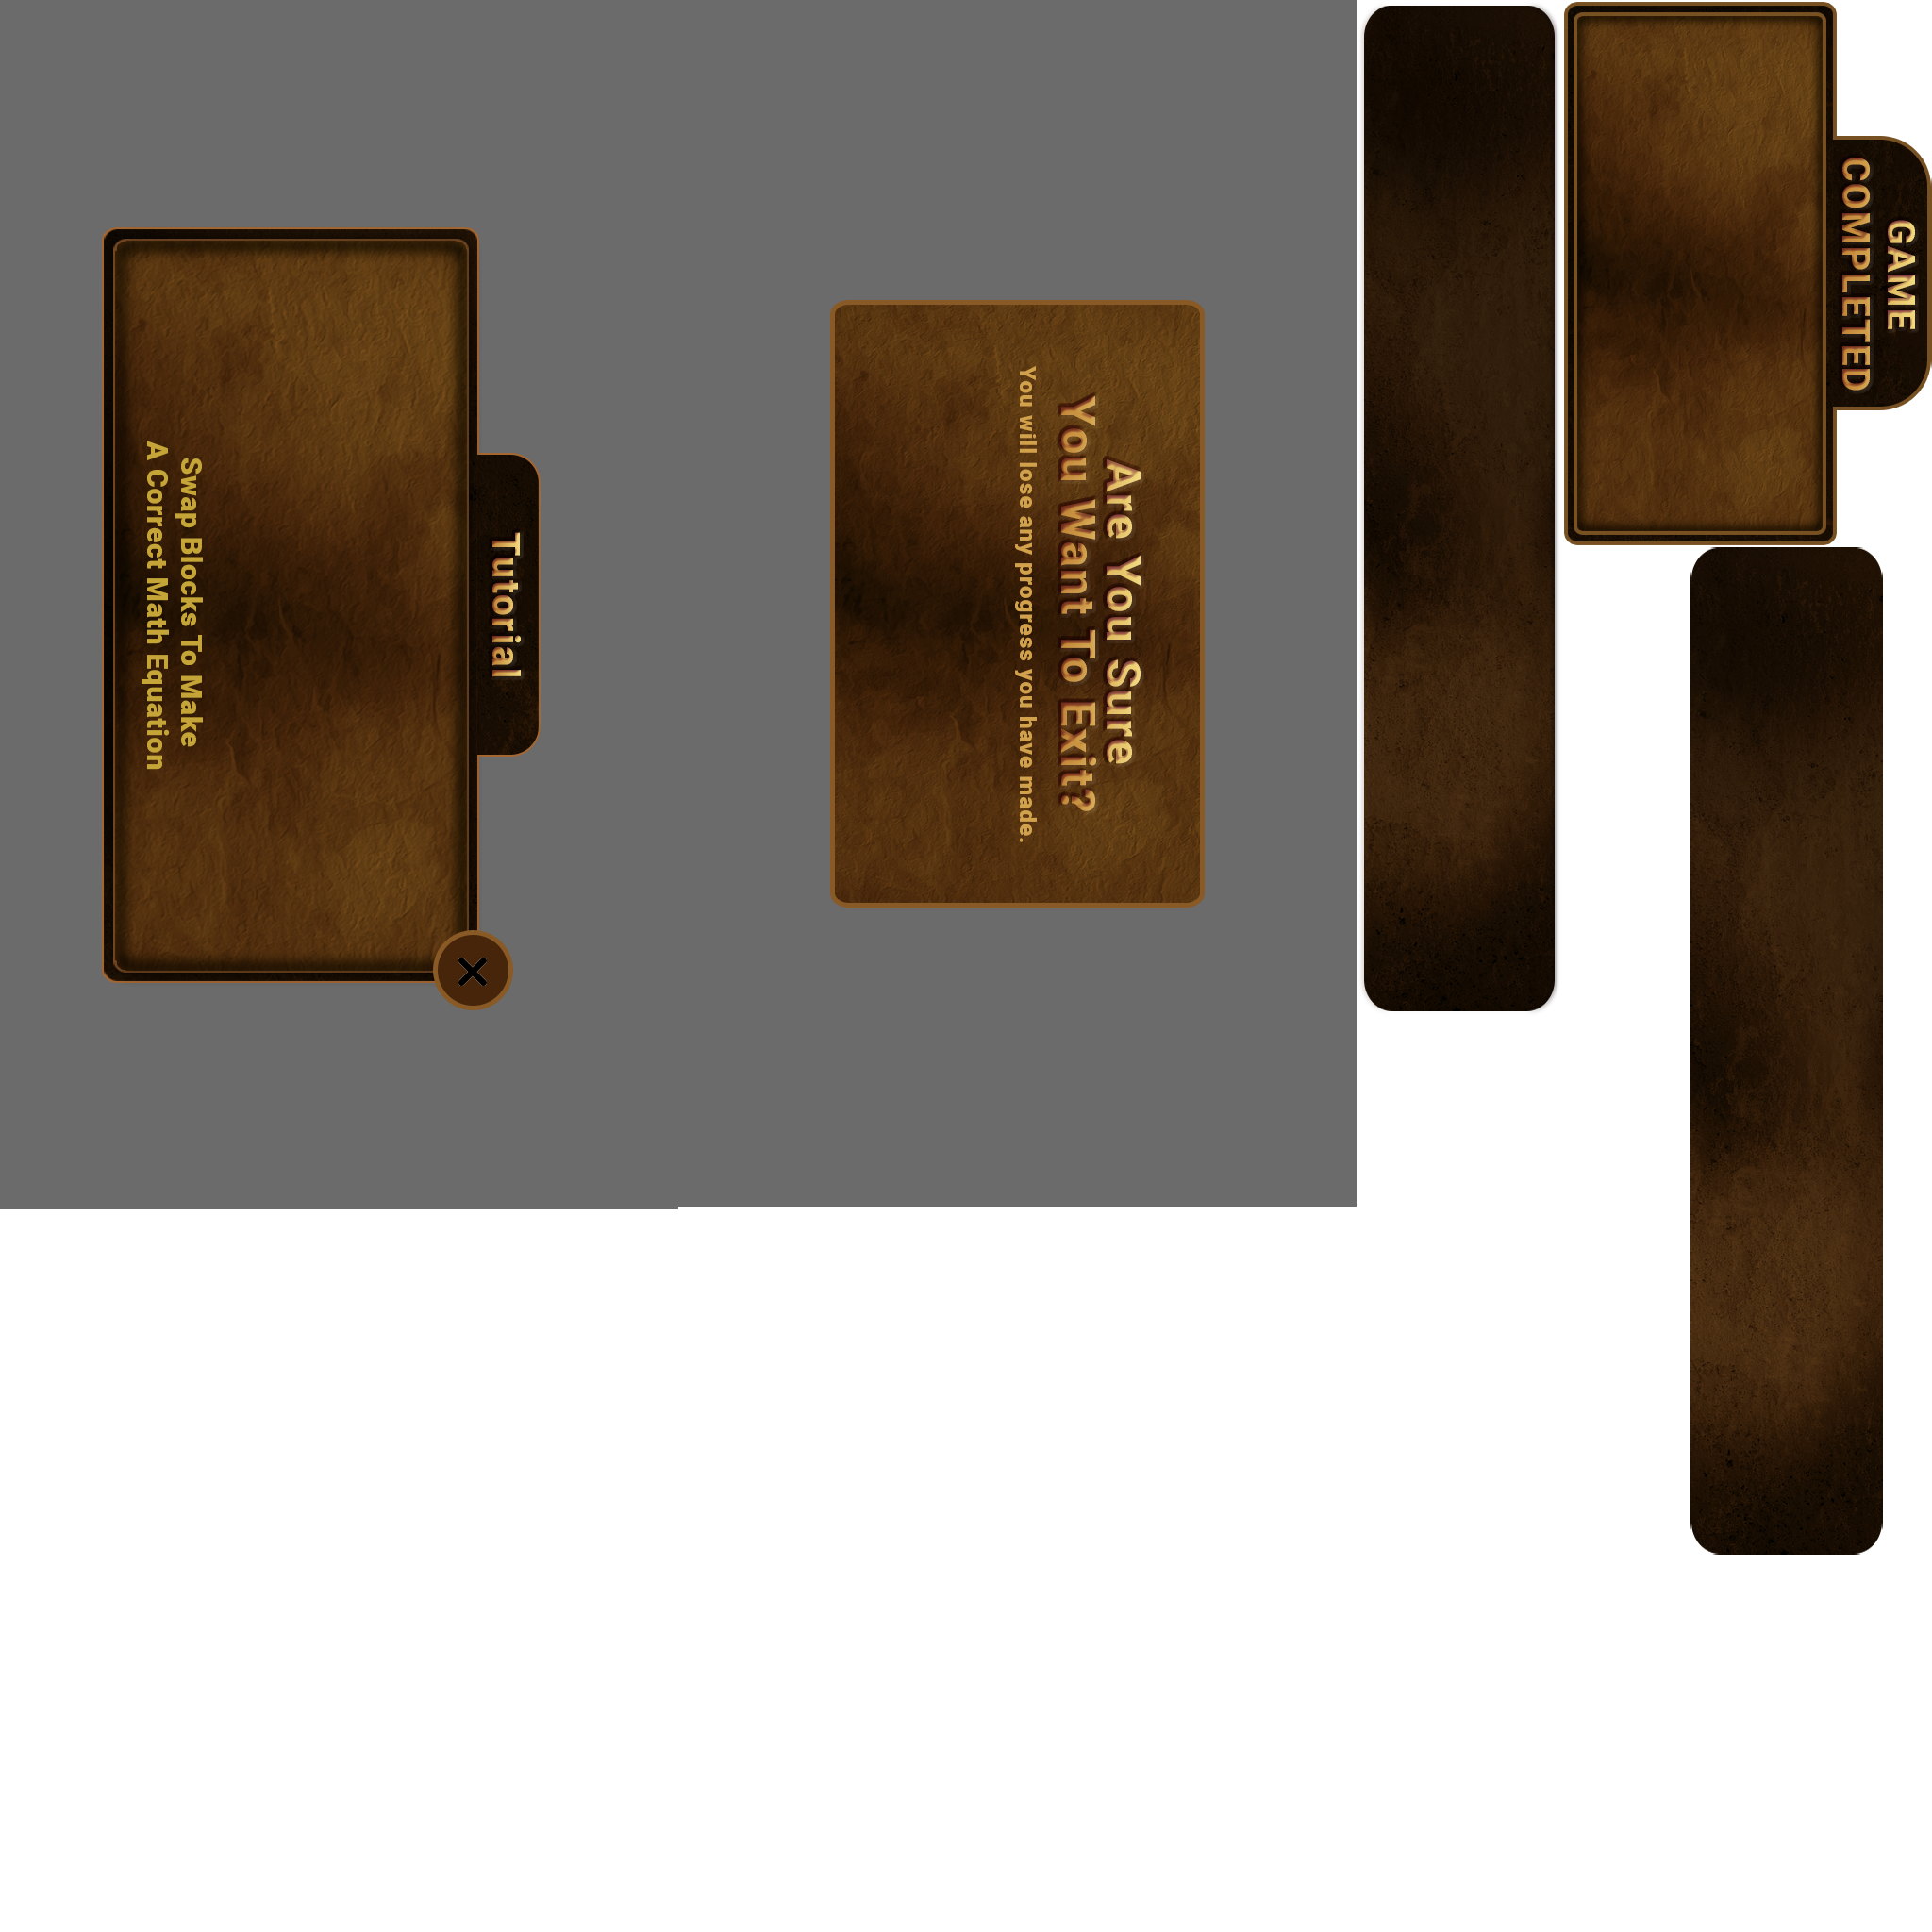 Tutorial
Swap Blocks To Make
A Correct Math Equation
Are You Sure
You Want To Exit?
You will lose any progress you have made.
GAME
COMPLETED